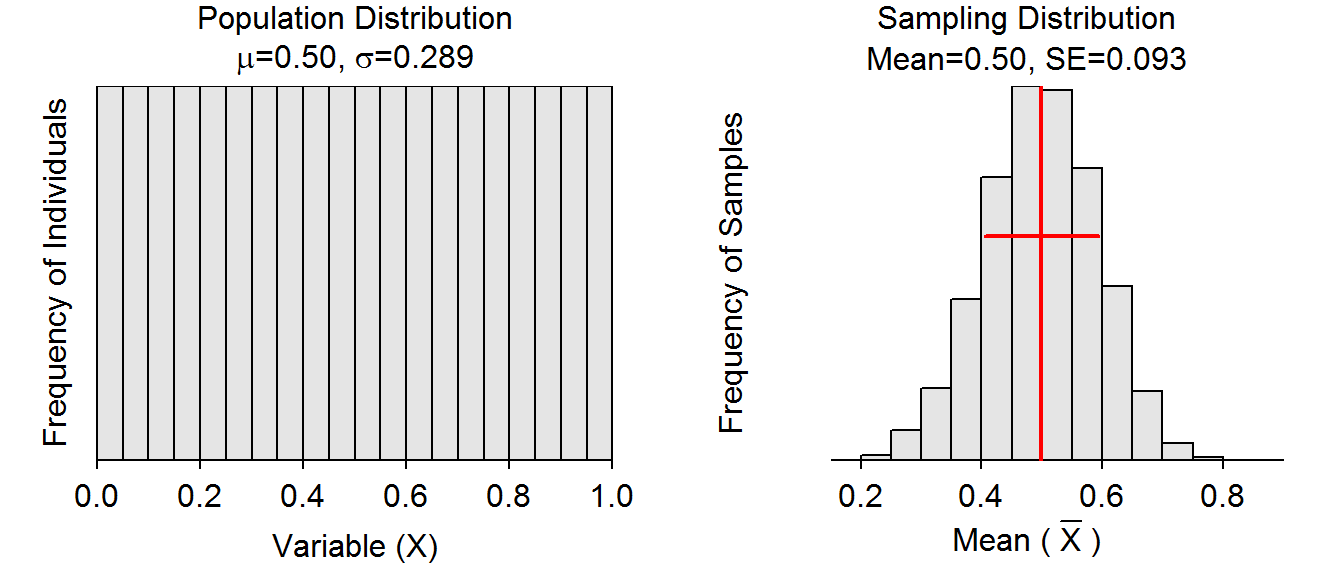 Population Distribution
μ=0.50, σ=0.289
Frequency of Individuals
0.0 0.2 0.4 0.6 0.8 1.0
Variable (X)
Sampling Distribution
Mean=0.50, SE=0.093
Frequency of Samples
0.2 0.4 0.6 0.8
Mean ( X̅ )